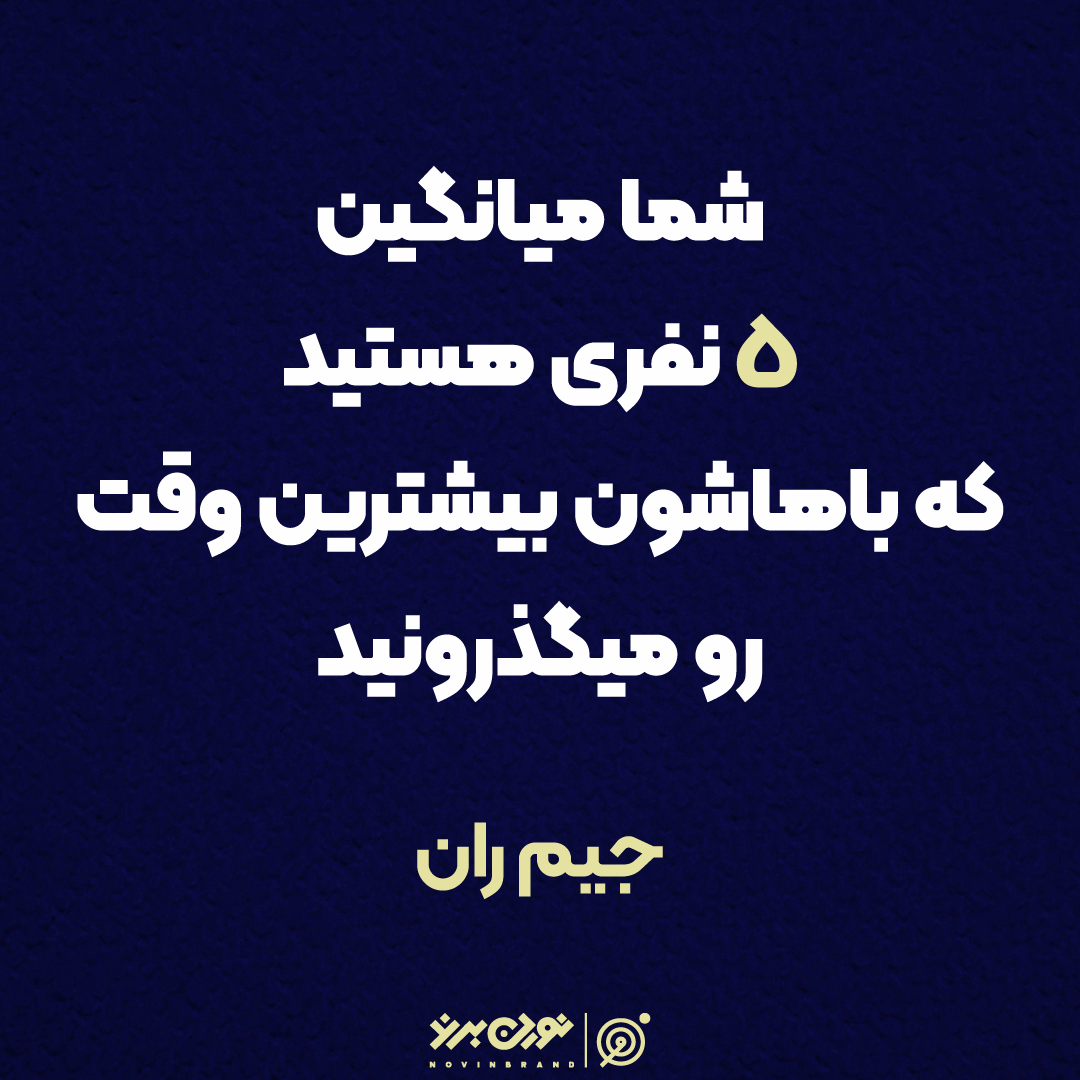 شما میانگین
۵ نفری هستید
که باهاشون بیشترین وقت
رو میگذرونید
جیم ران
نوین برند
NOVINBRAND